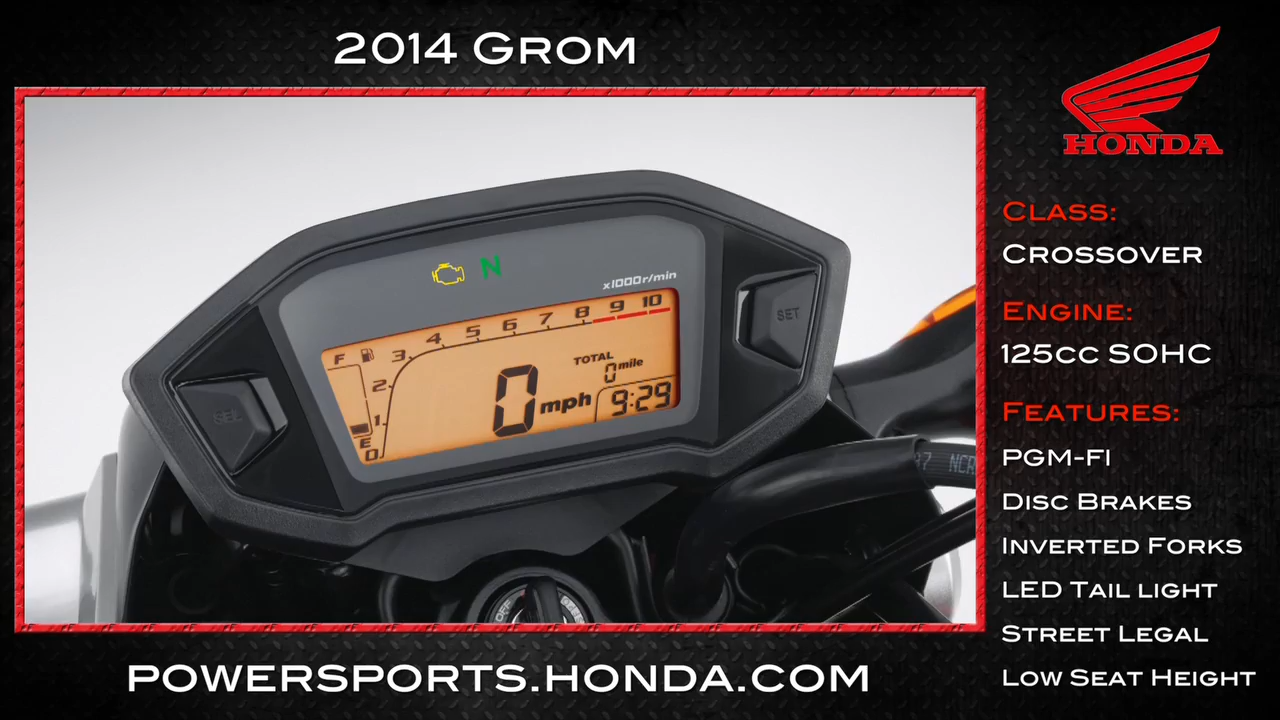 2014 Grom
HONDA
Class:
Crossover
Engine:
125cc SOHC
Features:
PGM-FI
Disc Brakes
Inverted Forks
LED Tail light
Street Legal
Low Seat Height
N
x1000r/min
SET
SEL
F
E
0
1
2
3
4
5
6
7
8
9
10
TOTAL
0 mile
0 mph
9:29
OFF
POWERSPORTS.HONDA.COM